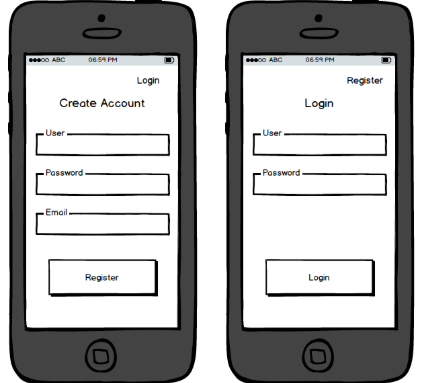 ABC 06:59 PM
Login
Create Account
User
Password
Email
Register
ABC 06:59 PM
Register
Login
User
Password
Login